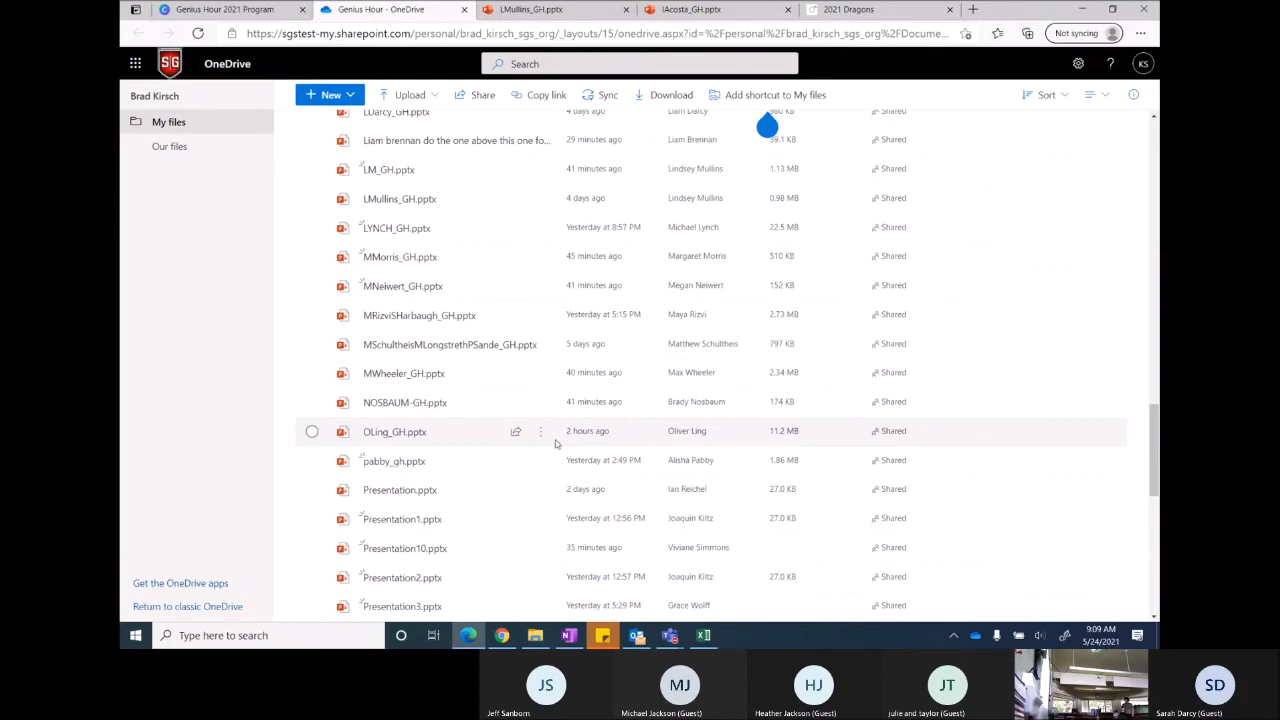 Genius Hour 2021 Program
Genius Hour - OneDrive
LMullins_GH.pptx
IAcosta_GH.pptx
2021 Dragons
https://sgstest-my.sharepoint.com/personal/brad_kirsch_sgs_org/_layouts/15/onedrive.aspx?id=%2Fpersonal%2Fbrad_kirsch_sgs_org%2FDocume...
Not syncing
SG
OneDrive
Search
KS
Brad Kirsch
New
Upload
Share
Copy link
Sync
Download
Add shortcut to My files
Sort
My files
Our files
LDarcy_GH.pptx 4 days ago Liam Darcy KB Shared
Liam brennan do the one above this one fo... 29 minutes ago Liam Brennan 39.1 KB Shared
LM_GH.pptx 41 minutes ago Lindsey Mullins 1.13 MB Shared
LMullins_GH.pptx 4 days ago Lindsey Mullins 0.98 MB Shared
LYNCH_GH.pptx Yesterday at 8:57 PM Michael Lynch 22.5 MB Shared
MMorris_GH.pptx 45 minutes ago Margaret Morris 510 KB Shared
MNeiwert_GH.pptx 41 minutes ago Megan Neiwert 152 KB Shared
MRizviSHarbaugh_GH.pptx Yesterday at 5:15 PM Maya Rizvi 2.73 MB Shared
MSchultheisMLongstrethPSande_GH.pptx 5 days ago Matthew Schultheis 797 KB Shared
MWheeler_GH.pptx 40 minutes ago Max Wheeler 2.34 MB Shared
NOSBAUM-GH.pptx 41 minutes ago Brady Nosbaum 174 KB Shared
OLing_GH.pptx 2 hours ago Oliver Ling 11.2 MB Shared
pabby_gh.pptx Yesterday at 2:49 PM Alisha Pabby 1.86 MB Shared
Presentation.pptx 2 days ago Ian Reichel 27.0 KB Shared
Presentation1.pptx Yesterday at 12:56 PM Joaquin Kiltz 27.0 KB Shared
Presentation10.pptx 35 minutes ago Viviane Simmons Shared
Presentation2.pptx Yesterday at 12:57 PM Joaquin Kiltz 27.0 KB Shared
Presentation3.pptx Yesterday at 5:29 PM Grace Wolff Shared
Get the OneDrive apps
Return to classic OneDrive
Type here to search
9:09 AM
5/24/2021
JS
MJ
HJ
JT
SD
Jeff Sanborn
Michael Jackson (Guest)
Heather Jackson (Guest)
julie and taylor (Guest)
Sarah Darcy (Guest)